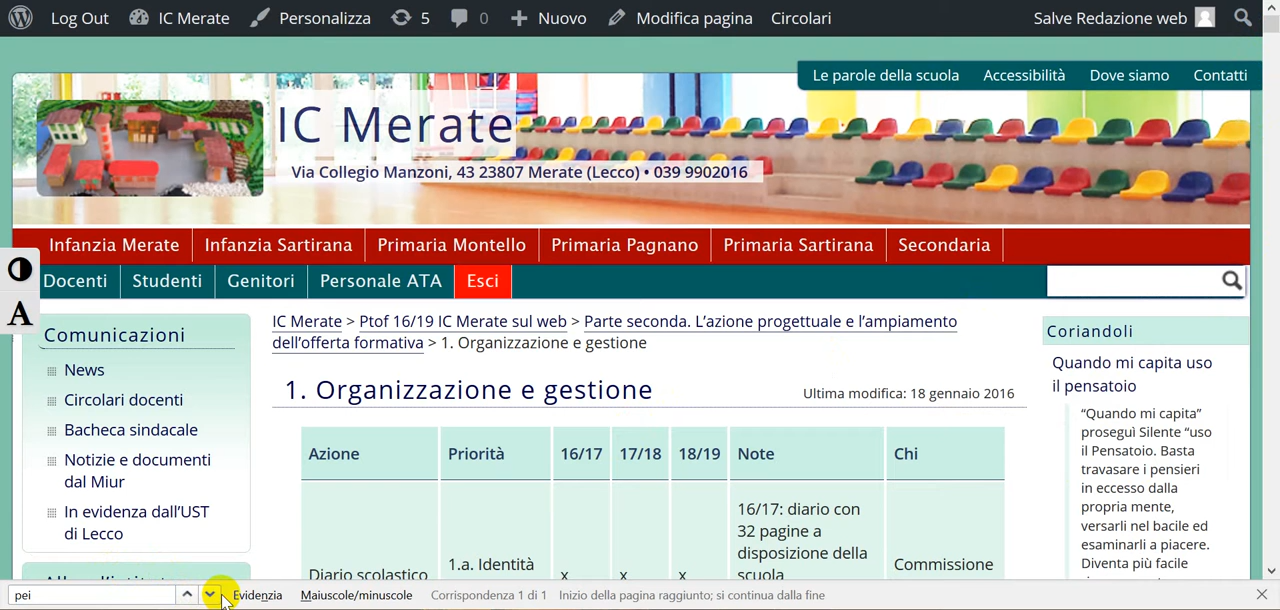 Log Out IC Merate Personalizza 5 0 Nuovo Modifica pagina Circolari Salve Redazione web
Le parole della scuola Accessibilità Dove siamo Contatti
IC Merate
Via Collegio Manzoni, 43 23807 Merate (Lecco) • 039 9902016
Infanzia Merate Infanzia Sartirana Primaria Montello Primaria Pagnano Primaria Sartirana Secondaria
Docenti Studenti Genitori Personale ATA Esci
A
Comunicazioni
News
Circolari docenti
Bacheca sindacale
Notizie e documenti
dal Miur
In evidenza dall'UST
di Lecco
IC Merate > Ptof 16/19 IC Merate sul web > Parte seconda. L'azione progettuale e l'ampiamento
dell'offerta formativa > 1. Organizzazione e gestione
1. Organizzazione e gestione
Ultima modifica: 18 gennaio 2016
Azione Priorità 16/17 17/18 18/19 Note Chi
16/17: diario con
32 pagine a
disposizione della
scuola
Diario scolastico 1.a. Identità x x x Commissione
Coriandoli
Quando mi capita uso
il pensatoio
"Quando mi capita"
proseguì Silente "uso
il Pensatoio. Basta
travasare i pensieri
in eccesso dalla
propria mente,
versarli nel bacile ed
esaminarli a piacere.
Diventa più facile
pei Evidenzia Maiuscole/minuscole Corrispondenza 1 di 1 Inizio della pagina raggiunto; si continua dalla fine